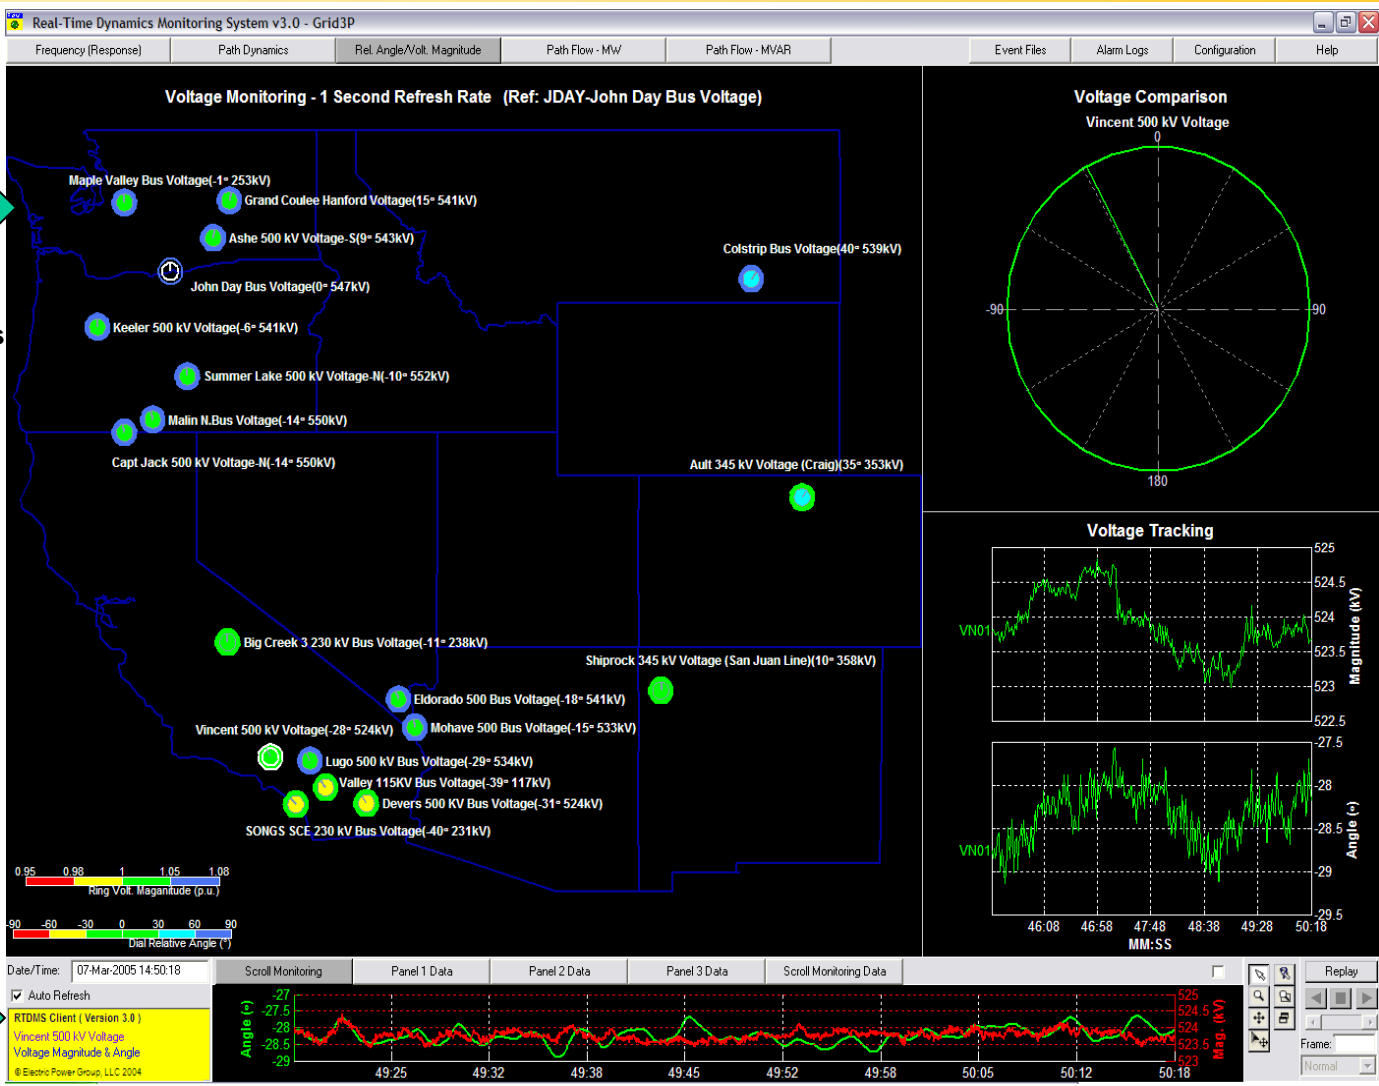 Real-Time Dynamics Monitoring System v3.0 - Grid3P
Frequency (Response) Path Dynamics Rel. Angle/Volt. Magnitude Path Flow - MW Path Flow - MVAR Event Files Alarm Logs Configuration Help
Voltage Monitoring - 1 Second Refresh Rate (Ref: JDAY-John Day Bus Voltage)
Maple Valley Bus Voltage(-1° 253kV)
Grand Coulee Hanford Voltage(15° 541kV)
Ashe 500 kV Voltage-S(9° 543kV)
Colstrip Bus Voltage(40° 539kV)
John Day Bus Voltage(0° 547kV)
s
Keeler 500 kV Voltage(-6° 541kV)
Summer Lake 500 kV Voltage-N(-10° 552kV)
Malin N.Bus Voltage(-14° 550kV)
Capt Jack 500 kV Voltage-N(-14° 550kV)
Ault 345 kV Voltage (Craig)(35° 353kV)
Big Creek 3 230 kV Bus Voltage(-11° 238kV)
Shiprock 345 kV Voltage (San Juan Line)(10° 358kV)
Eldorado 500 Bus Voltage(-18° 541kV)
Vincent 500 kV Voltage(-28° 524kV)
Mohave 500 Bus Voltage(-15° 533kV)
Lugo 500 kV Bus Voltage(-29° 534kV)
Valley 115KV Bus Voltage(-39° 117kV)
Devers 500 KV Bus Voltage(-31° 524kV)
SONGS SCE 230 kV Bus Voltage(-40° 231kV)
0.95 0.98 1 1.05 1.08
Ring Volt. Maganitude (p.u.)
-90 -60 -30 0 30 60 90
Dial Relative Angle (°)
Voltage Comparison
Vincent 500 kV Voltage
0
-90 90
180
Voltage Tracking
525
524.5
524
523.5
523
522.5
VN01
Magnitude (kV)
-27.5
-28
-28.5
-29
-29.5
VN01
Angle (°)
46:08 46:58 47:48 48:38 49:28 50:18
MM:SS
Date/Time: 07-Mar-2005 14:50:18
Scroll Monitoring Panel 1 Data Panel 2 Data Panel 3 Data Scroll Monitoring Data Replay
Auto Refresh
RTDMS Client ( Version 3.0 )
Vincent 500 kV Voltage
Voltage Magnitude & Angle
© Electric Power Group, LLC 2004
Angle (°)
-27
-27.5
-28
-28.5
-29
525
524.5
524
523.5
523
Mag. (kV)
49:25 49:32 49:38 49:45 49:52 49:58 50:05 50:12 50:18
Frame:
Normal